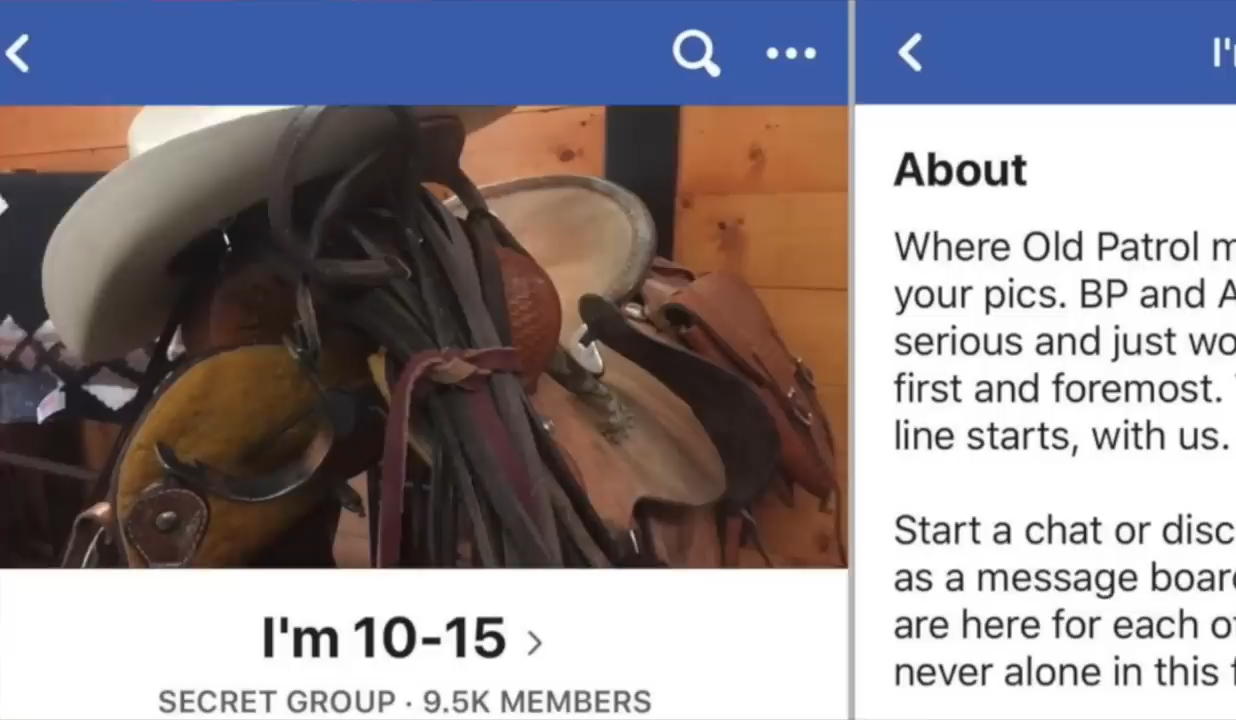 I'm 10-15 >
SECRET GROUP · 9.5K MEMBERS
About
Where Old Patrol
your pics. BP and
serious and just
first and foremost.
line starts, with us.
Start a chat or
as a message
are here for each
never alone in this